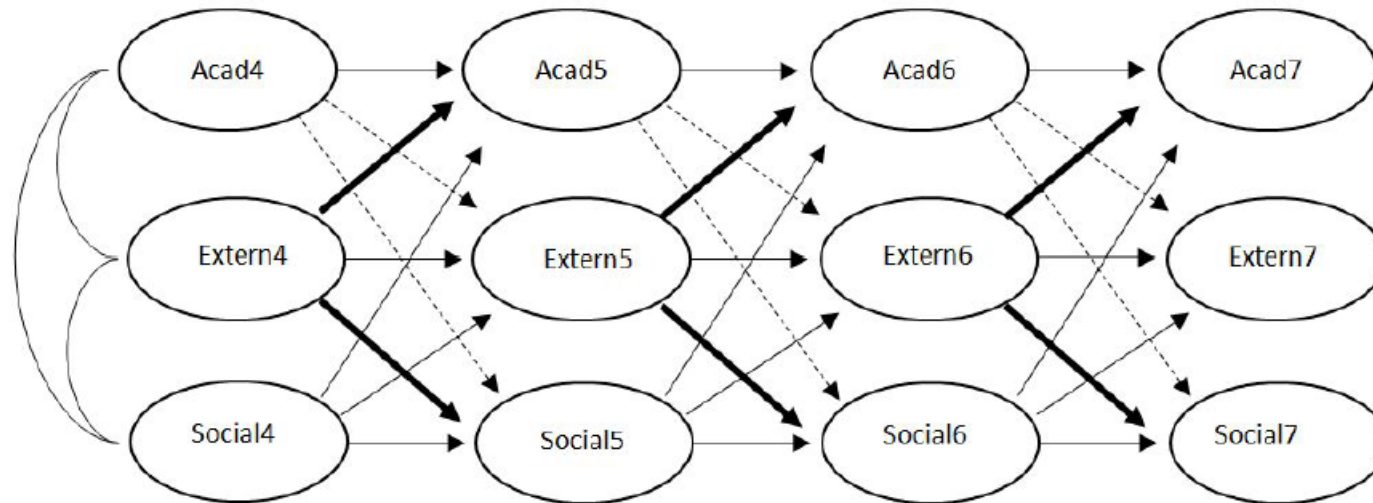 Acad4 Acad5 Acad6 Acad7
Extern4 Extern5 Extern6 Extern7
Social4 Social5 Social6 Social7